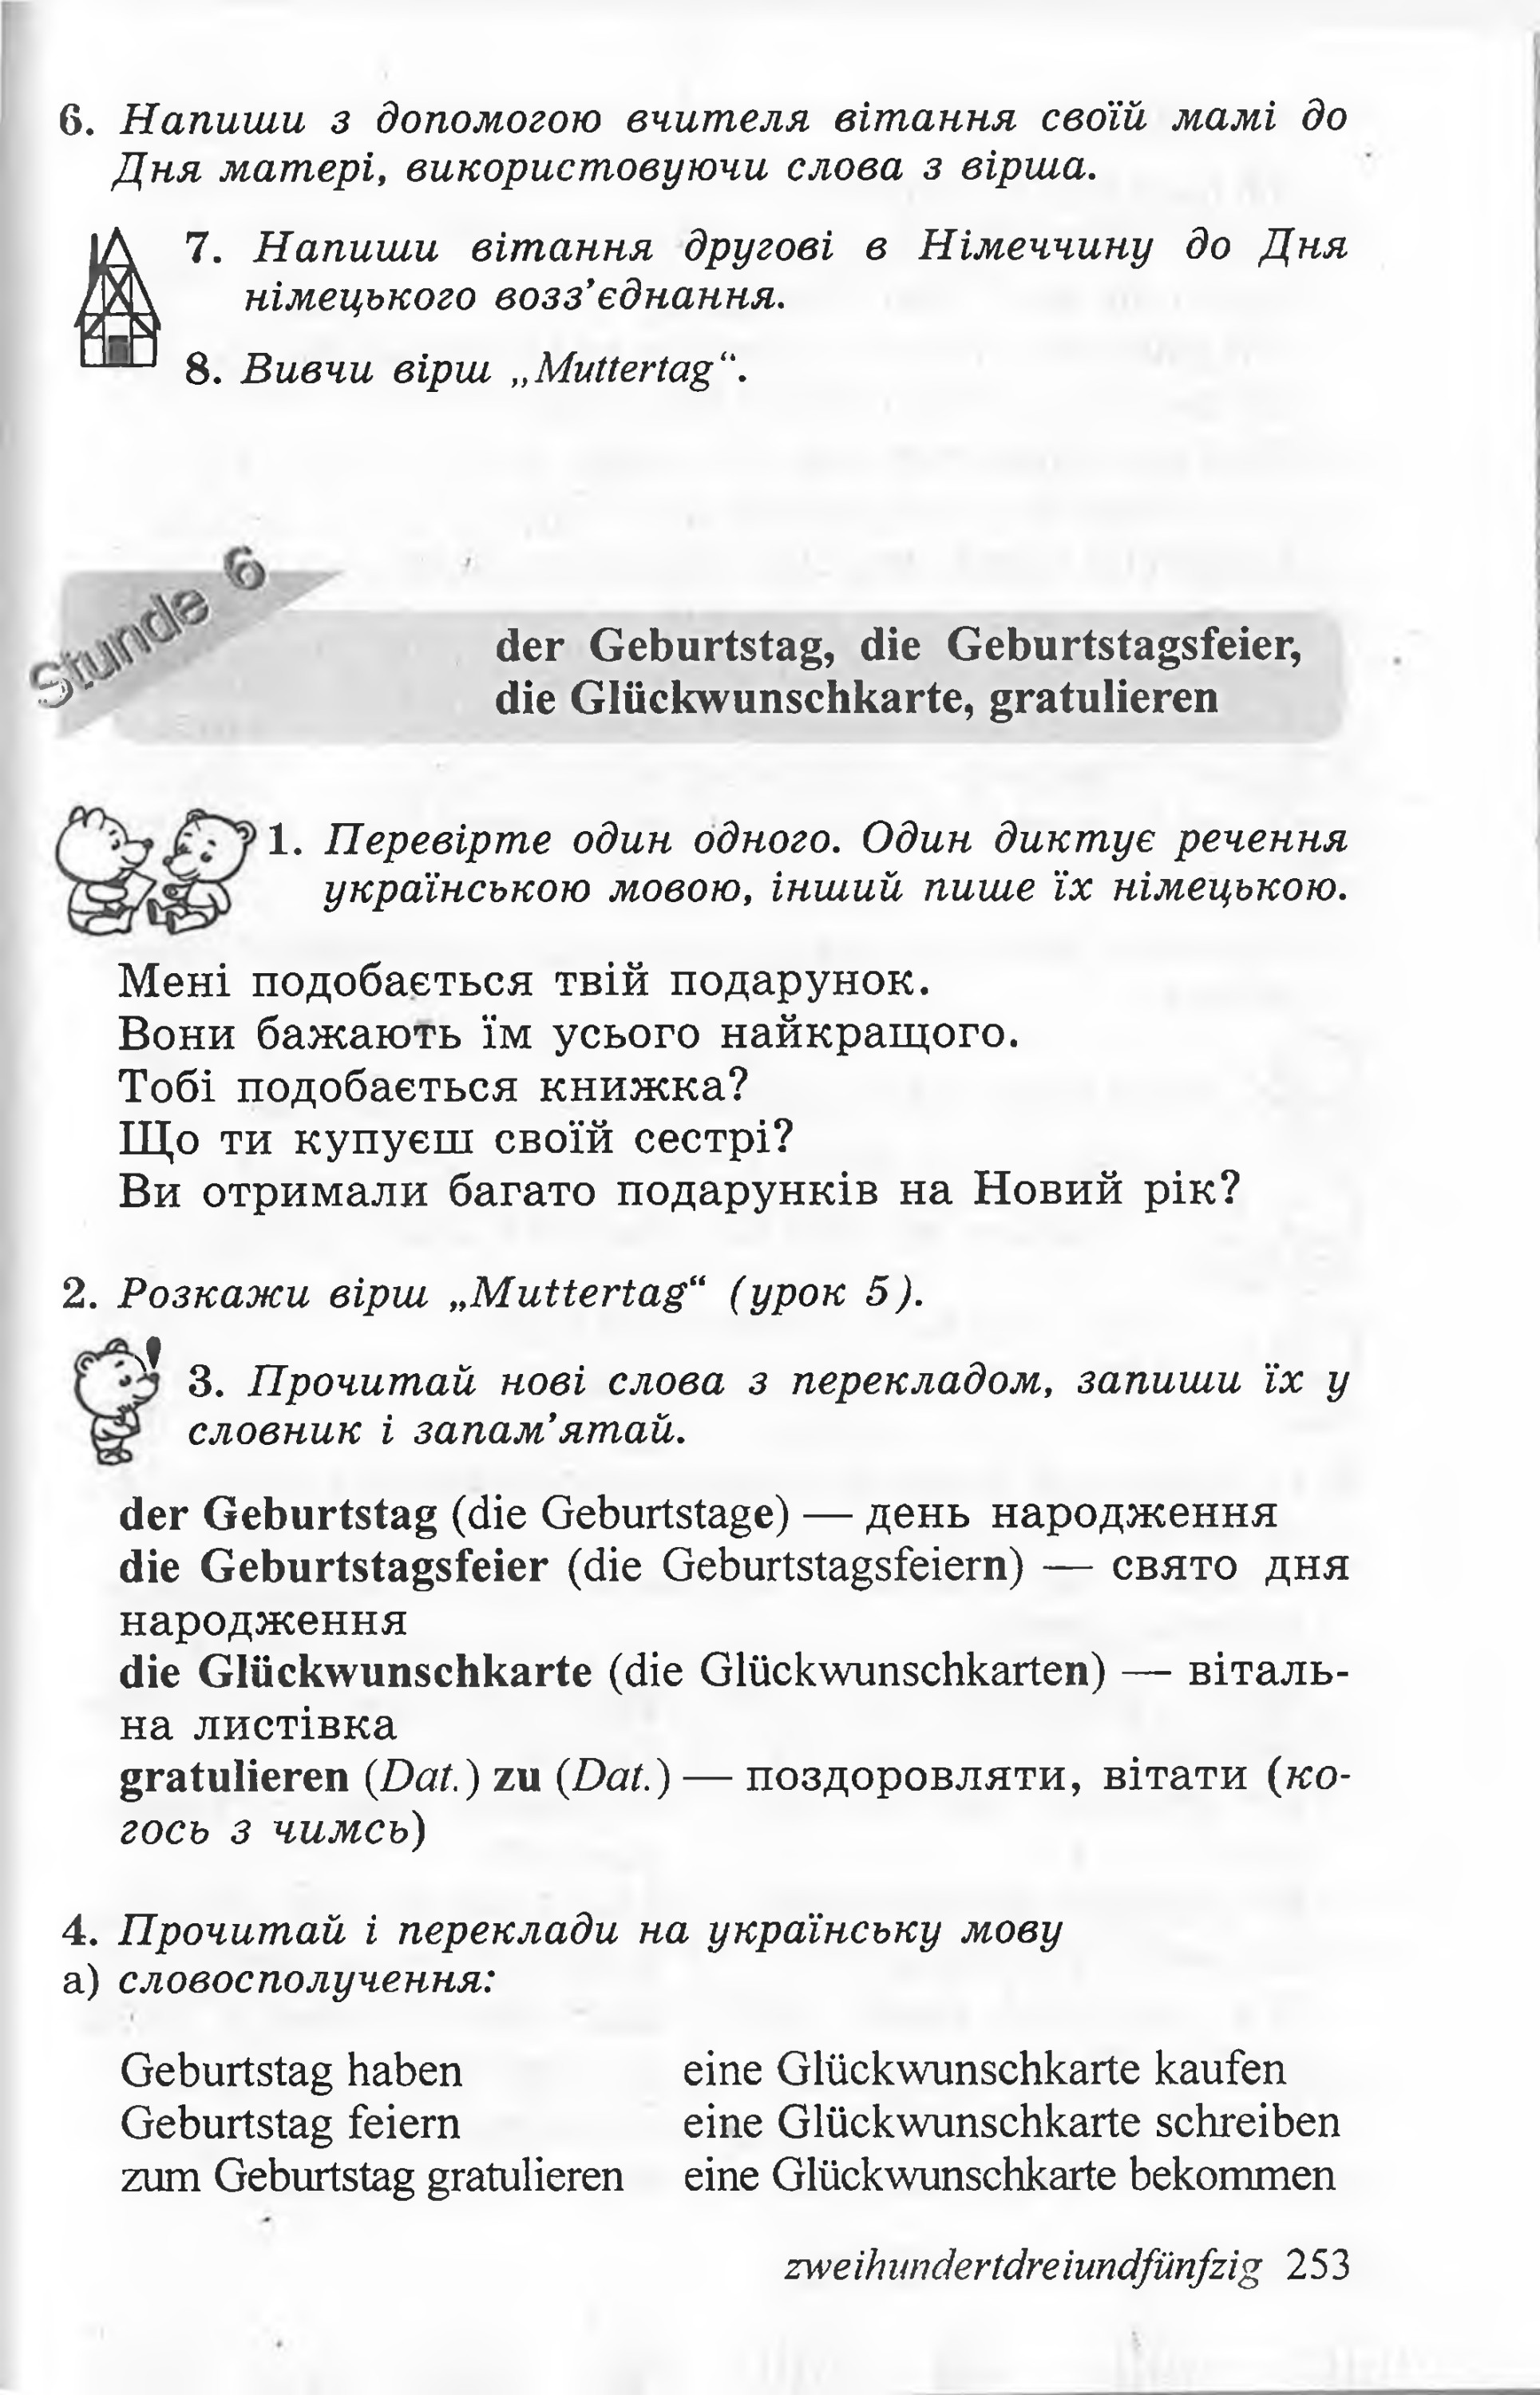 6. Напиши з допомогою вчителя вітання своїй мамі до
Дня матері, використовуючи слова з вірша.
7. Напиши вітання другові в Німеччину до Дня
німецького возз’єднання.
8. Вивчи вірш „Muttertag“.
Stunde 6
der Geburtstag, die Geburtstagsfeier,
die Glückwunschkarte, gratulieren
1. Перевірте один одного. Один диктує речення
українською мовою, інший пише їх німецькою.
Мені подобається твій подарунок.
Вони бажають їм усього найкращого.
Тобі подобається книжка?
Що ти купуєш своїй сестрі?
Ви отримали багато подарунків на Новий рік?
2. Розкажи вірш „Muttertag“ (урок 5).
3. Прочитай нові слова з перекладом, запиши їх у
словник і запам’ятай.
der Geburtstag (die Geburtstage) — день народження
die Geburtstagsfeier (die Geburtstagsfeiern) — свято дня
народження
die Glückwunschkarte (die Glückwunschkarten) — віталь-
на листівка
gratulieren (Dat.) zu (Dat.) — поздоровляти, вітати (ко-
гось з чимсь)
4. Прочитай і переклади на українську мову
а) словосполучення:
Geburtstag haben
Geburtstag feiern
zum Geburtstag gratulieren
eine Glückwunschkarte kaufen
eine Glückwunschkarte schreiben
eine Glückwunschkarte bekommen
zweihundertdreiundfünfzig 253